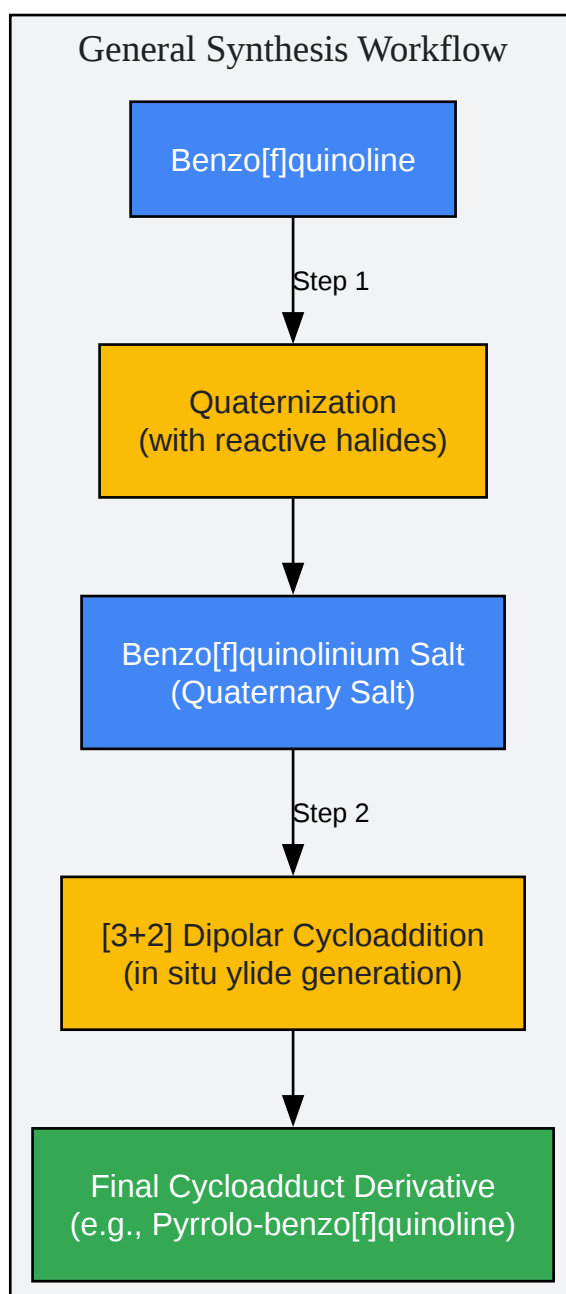 General Synthesis Workflow
Benzo[f]quinoline
Step 1
Quaternization
(with reactive halides)
Benzo[f]quinolinium Salt
(Quaternary Salt)
Step 2
[3+2] Dipolar Cycloaddition
(in situ ylide generation)
Final Cycloadduct Derivative
(e.g., Pyrrolo-benzo[f]quinoline)